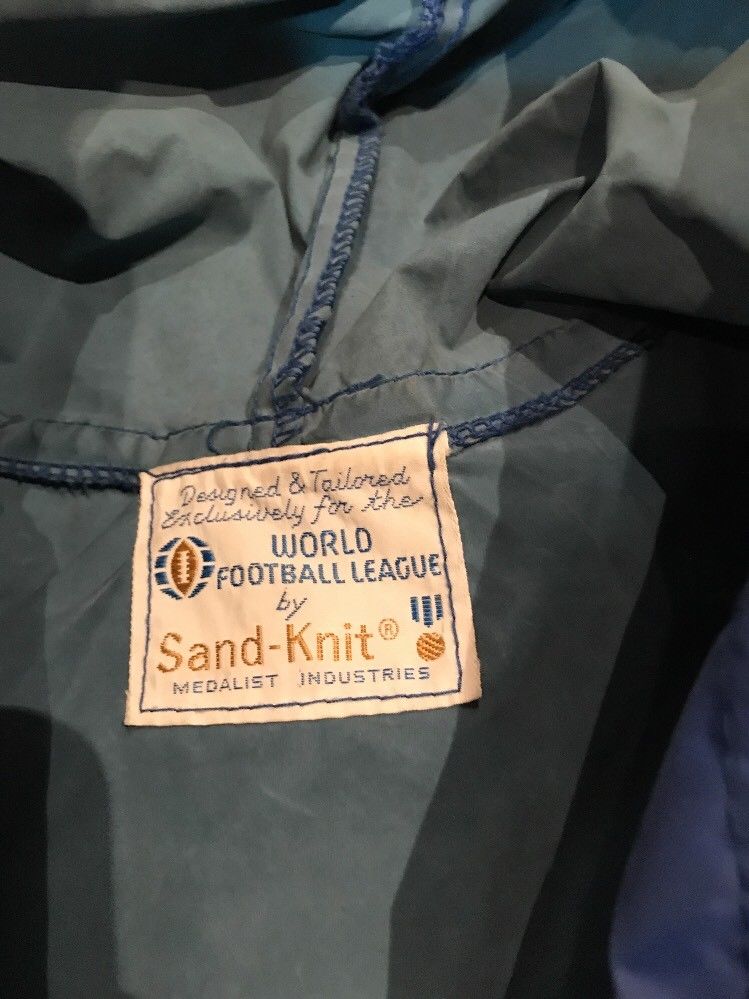 Designed & Tailored
Exclusively for the
WORLD
FOOTBALL LEAGUE
by
Sand-Knit®
MEDALIST INDUSTRIES